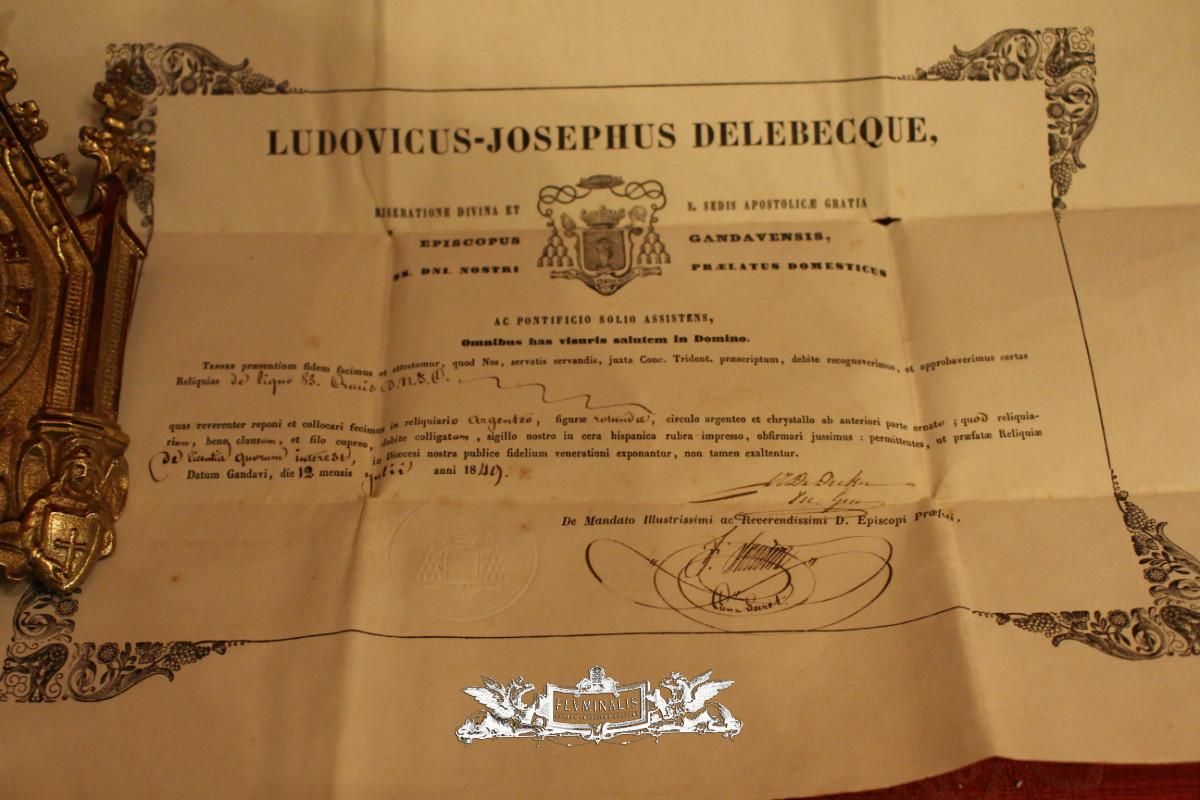 LUDOVICUS-JOSEPHUS DELEBECQUE,
MISERATIONE DIVINA ET S. SEDIS APOSTOLICÆ GRATIA
EPISCOPUS GANDAVENSIS,
SS. DNI. NOSTRI PRÆLATUS DOMESTICUS
AC PONTIFICIO SOLIO ASSISTENS,
Omnibus has visuris salutem in Domino.
TENORE præsentium fidem facimus et attestamur, quod Nos, servatis servandis, juxta Conc. Trident. præscriptum, debite recognoverimus, et approbaverimus certas
Reliquias de ligno SS. Crucis D.N.J.C.
quas reverenter reponi et collocari fecimus in reliquiario argenteo, figuræ rotundæ, circulo argenteo et chrystallo ab anteriori parte ornato; quod reliquia-
rium, bene clausum, et filo cupreo, debite colligatum, sigillo nostro in cera hispanica rubra impresso, obfirmari jussimus: permittentes, ut præfatæ Reliquiæ
(de licentia quorum interest, in Diœcesi nostra publice fidelium venerationi exponantur, non tamen exaltentur.
Datum Gandavi, die 12 mensis julii anni 1849.
De Mandato Illustrissimi ac Reverendissimi D. Episcopi Præfati,
FLVMINALIS